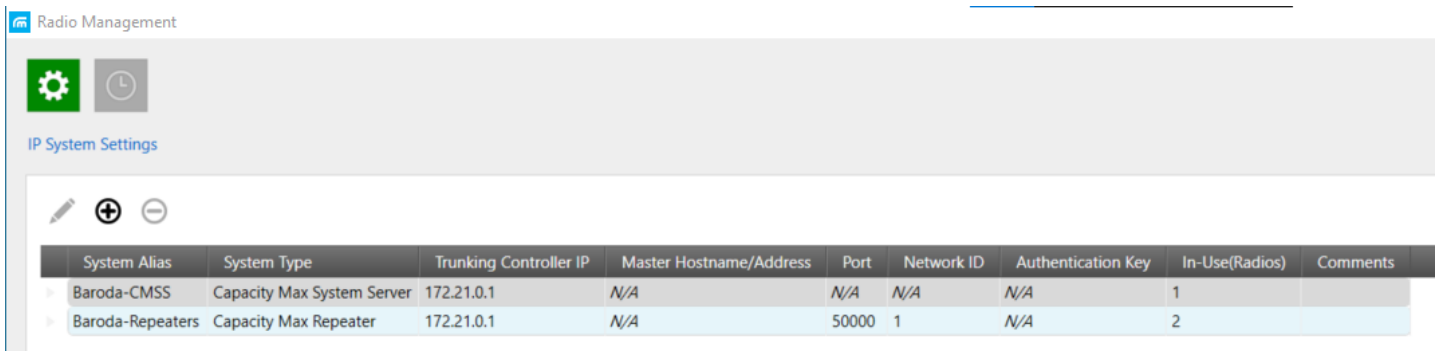 Radio Management
IP System Settings
System Alias System Type Trunking Controller IP Master Hostname/Address Port Network ID Authentication Key In-Use(Radios) Comments
Baroda-CMSS Capacity Max System Server 172.21.0.1 N/A N/A N/A N/A 1
Baroda-Repeaters Capacity Max Repeater 172.21.0.1 N/A 50000 1 N/A 2